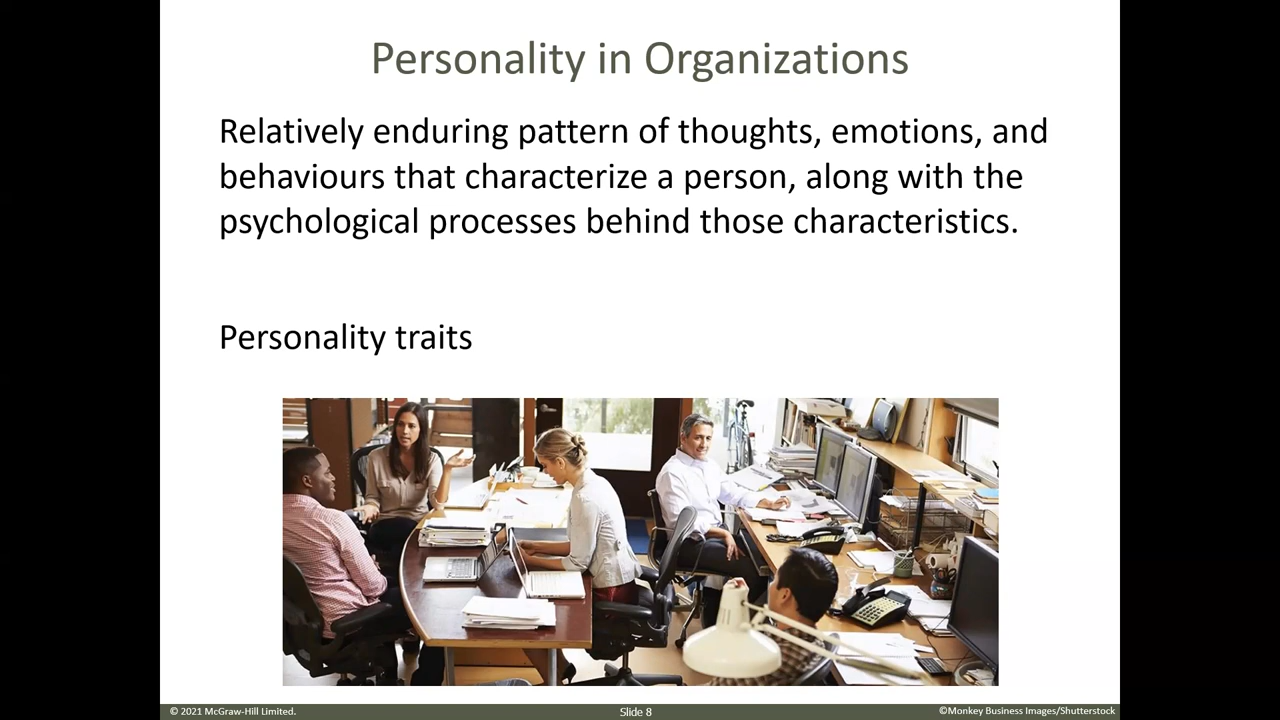 Personality in Organizations
Relatively enduring pattern of thoughts, emotions, and
behaviours that characterize a person, along with the
psychological processes behind those characteristics.
Personality traits
© 2021 McGraw-Hill Limited.
Slide 8
©Monkey Business Images/Shutterstock